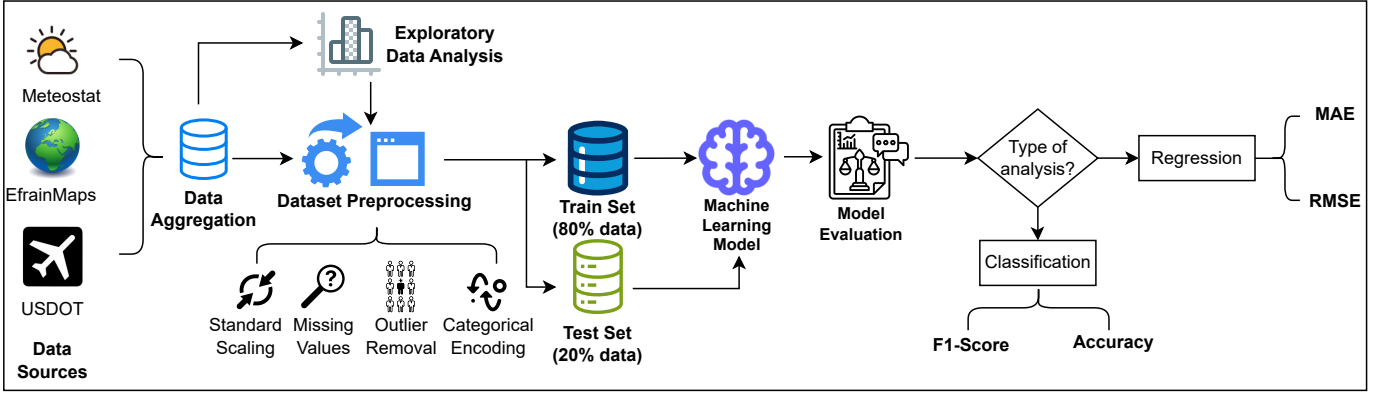 Meteostat
EfrainMaps
USDOT
Data
Sources
Data
Aggregation
Exploratory
Data Analysis
Dataset Preprocessing
Standard
Scaling
Missing
Values
Outlier
Removal
Categorical
Encoding
Train Set
(80% data)
Test Set
(20% data)
Machine
Learning
Model
Model
Evaluation
Type of
analysis?
Regression
MAE
RMSE
Classification
F1-Score
Accuracy
?